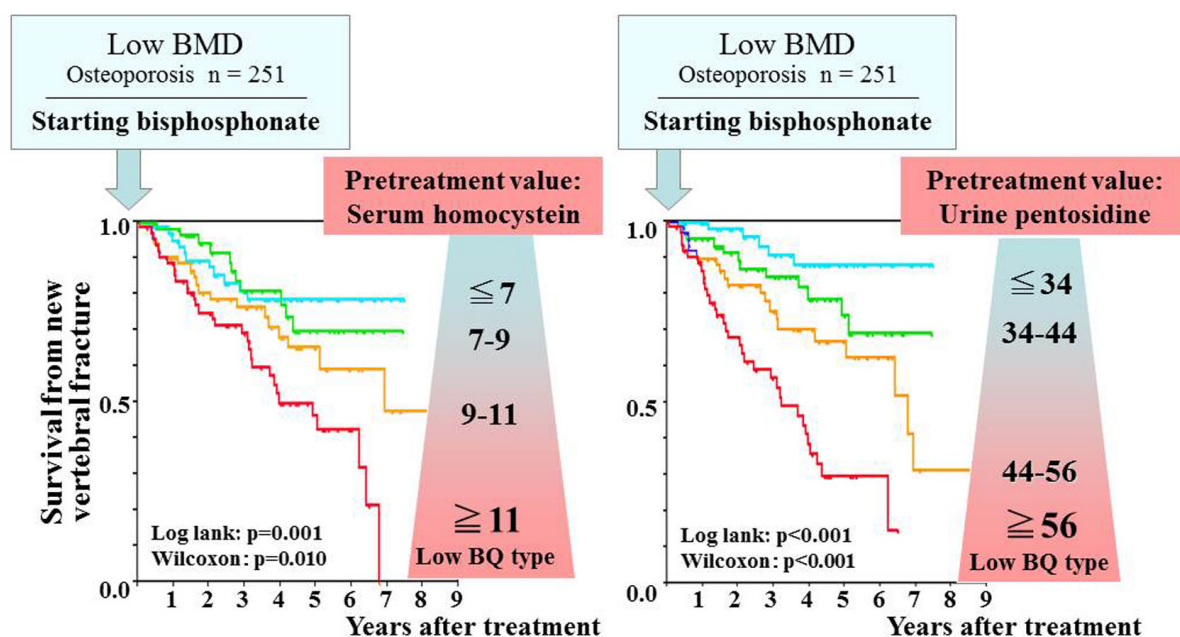 Low BMD
Osteoporosis n = 251
Starting bisphosphonate
Pretreatment value:
Serum homocystein
Survival from new
vertebral fracture
1.0
0.5
0.0
≦ 7
7-9
9-11
≧ 11
Low BQ type
Log lank: p=0.001
Wilcoxon: p=0.010
1 2 3 4 5 6 7 8 9
Years after treatment
Low BMD
Osteoporosis n = 251
Starting bisphosphonate
Pretreatment value:
Urine pentosidine
1.0
0.5
0.0
≦ 34
34-44
44-56
≧ 56
Low BQ type
Log lank: p<0.001
Wilcoxon: p<0.001
1 2 3 4 5 6 7 8 9
Years after treatment